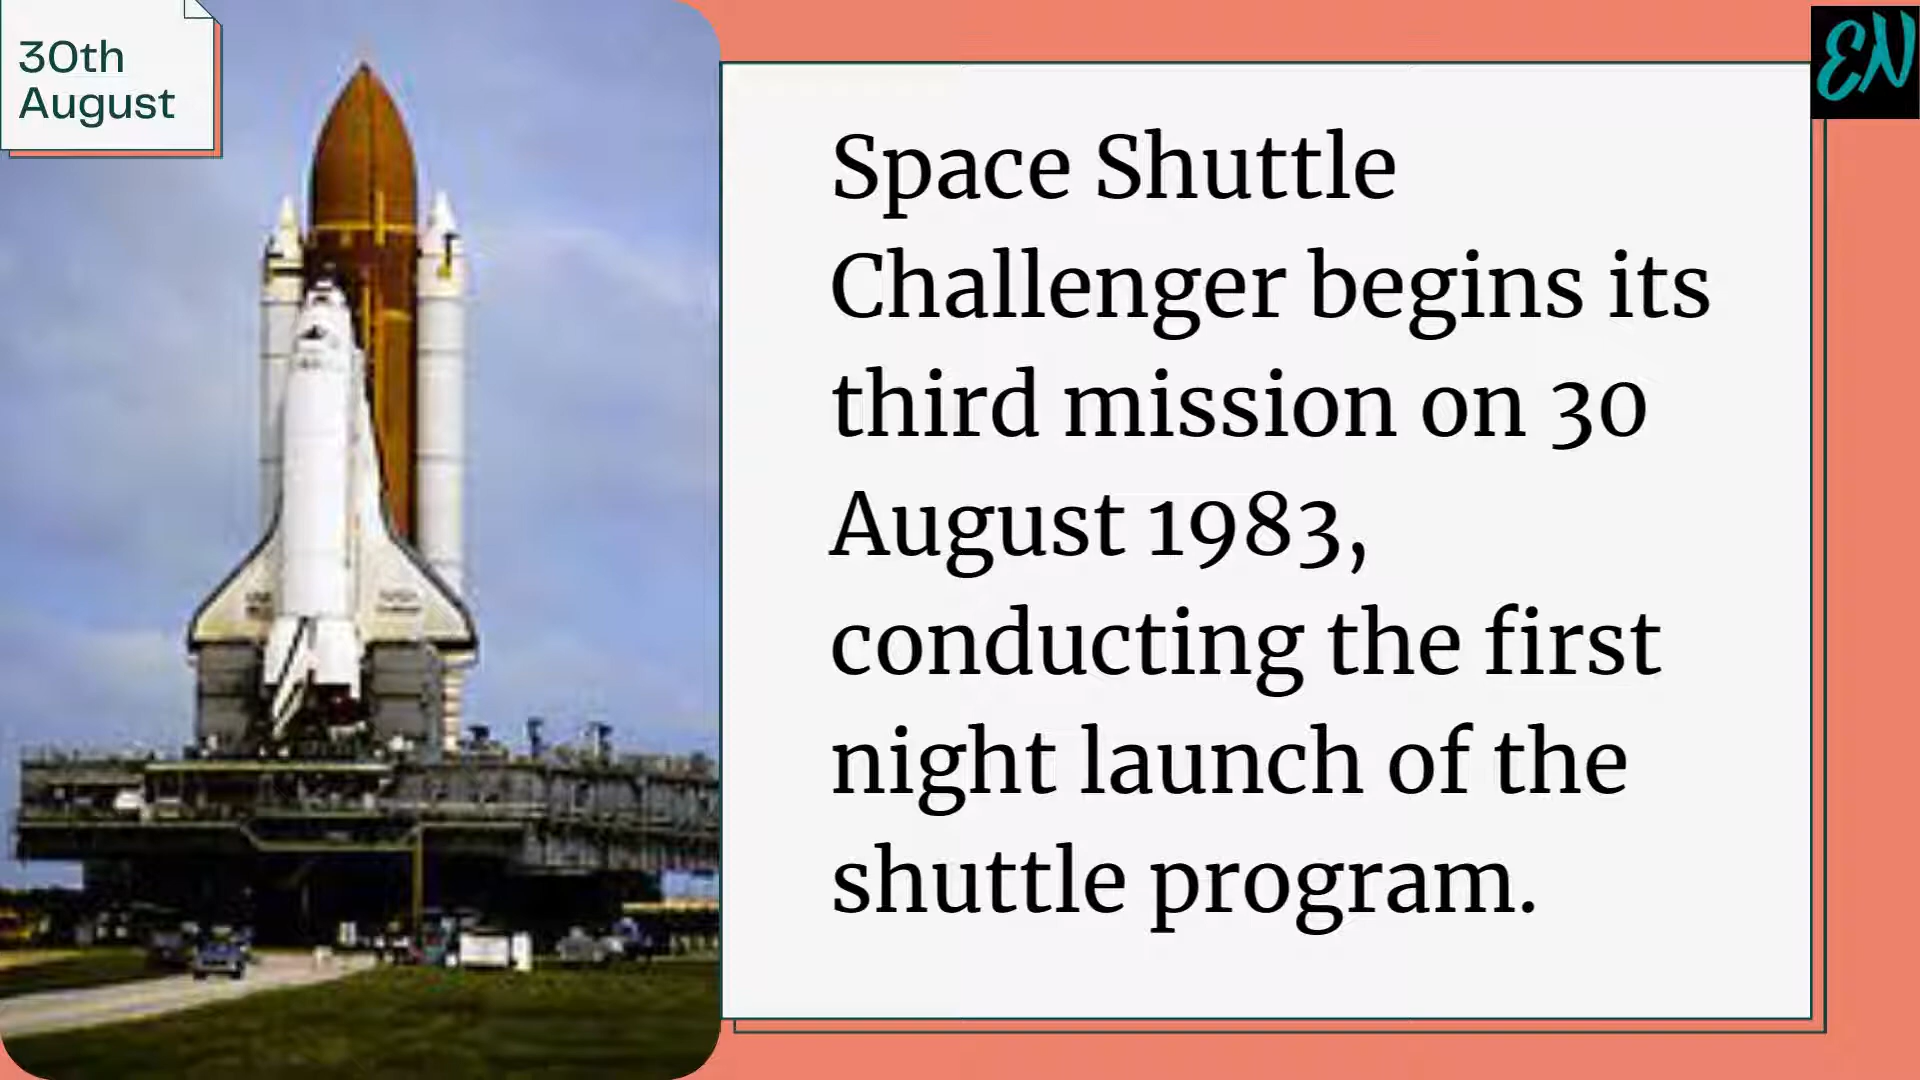 30th
August
EN
Space Shuttle
Challenger begins its
third mission on 30
August 1983,
conducting the first
night launch of the
shuttle program.